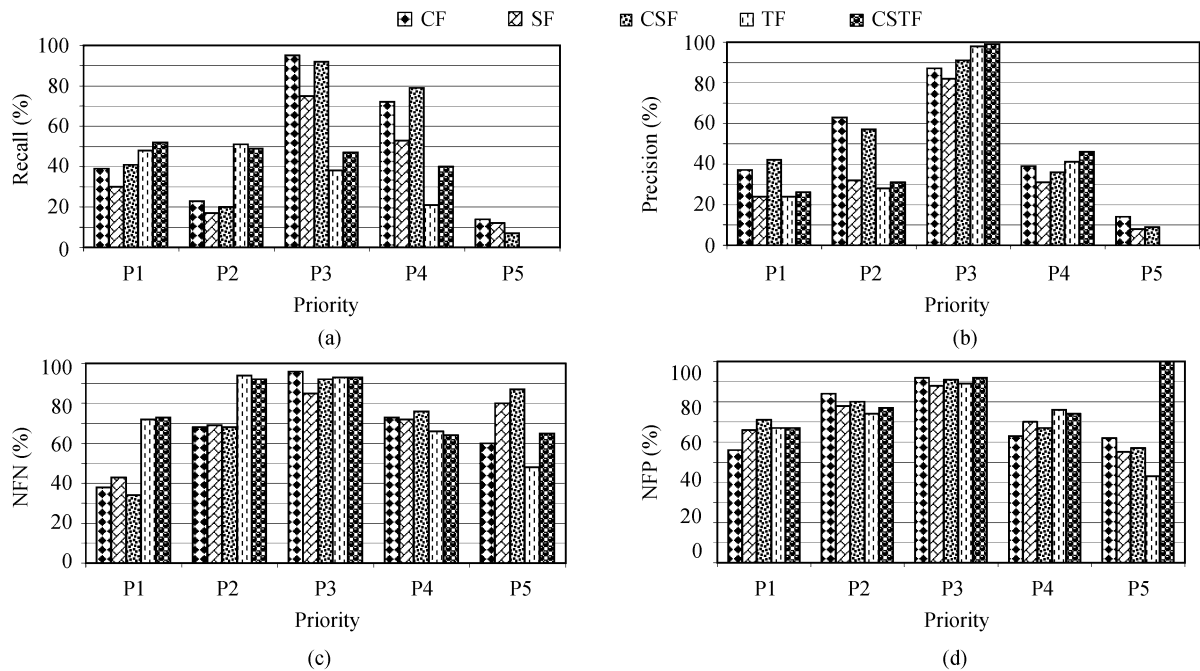 CF SF CSF TF CSTF
100
80
60
40
20
0
Recall (%)
P1 P2 P3 P4 P5
Priority
(a)
100
80
60
40
20
0
Precision (%)
P1 P2 P3 P4 P5
Priority
(b)
100
80
60
40
20
0
NFN (%)
P1 P2 P3 P4 P5
Priority
(c)
100
80
60
40
20
0
NFP (%)
P1 P2 P3 P4 P5
Priority
(d)